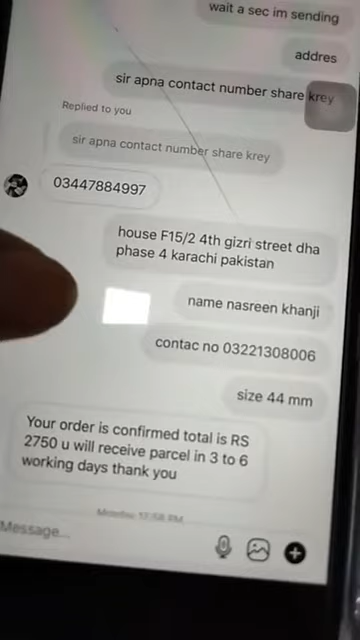 wait a sec im sending
addres
sir apna contact number share krey
Replied to you
sir apna contact number share krey
03447884997
house F15/2 4th gizri street dha
phase 4 karachi pakistan
name nasreen khanji
contac no 03221308006
size 44 mm
Your order is confirmed total is RS
2750 u will receive parcel in 3 to 6
working days thank you
PM
Message...